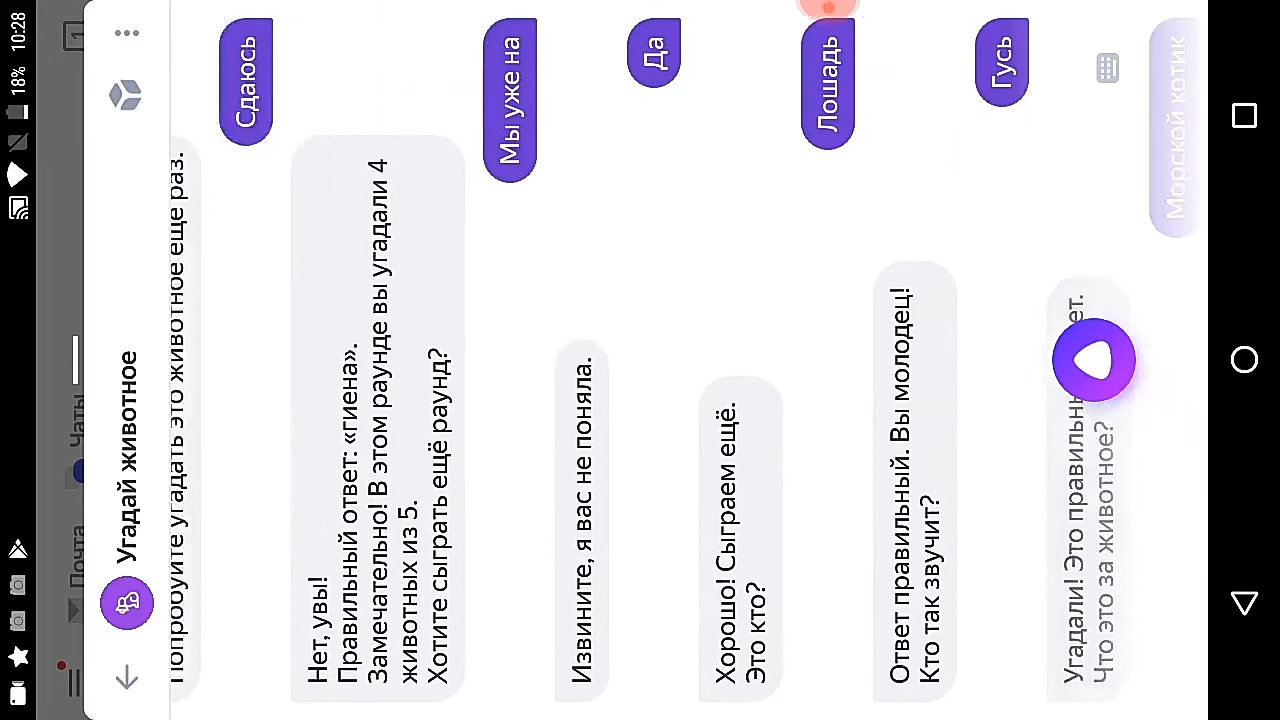 10:28
18%
1
Чаты
Почта
Угадай животное
Попробуйте угадать это животное еще раз.
Сдаюсь
Нет, увы!
Правильный ответ: «гиена».
Замечательно! В этом раунде вы угадали 4
животных из 5.
Хотите сыграть ещё раунд?
Мы уже на
Извините, я вас не поняла.
Да
Хорошо! Сыграем ещё.
Это кто?
Лошадь
Ответ правильный. Вы молодец!
Кто так звучит?
Гусь
Угадали! Это правильн ет.
Что это за животное?
Морской котик